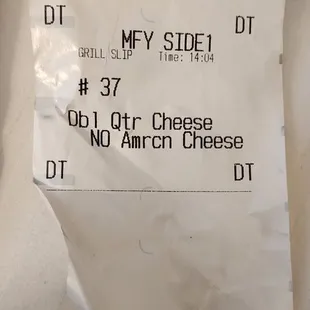 DT DT
MFY SIDE1
GRILL SLIP Time: 14:04
# 37
Dbl Qtr Cheese
NO Amrcn Cheese
DT DT